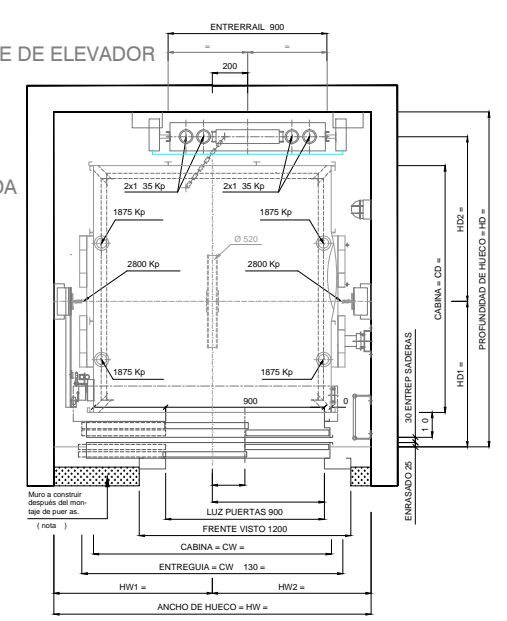 ENTRERRAIL 900
= =
E DE ELEVADOR
200
DA
2x1 35 Kp 2x1 35 Kp
1875 Kp 1875 Kp
Ø 520
2800 Kp 2800 Kp
1875 Kp 1875 Kp
900 0
HD2 =
HD1 =
CABINA = CD =
PROFUNDIDAD DE HUECO = HD =
30 ENTREP SADERAS
1 0
ENRASADO 25
Muro a construir
después del mon-
taje de puer as.
( nota )
LUZ PUERTAS 900
FRENTE VISTO 1200
CABINA = CW =
ENTREGUIA = CW 130 =
HW1 = HW2 =
ANCHO DE HUECO = HW =